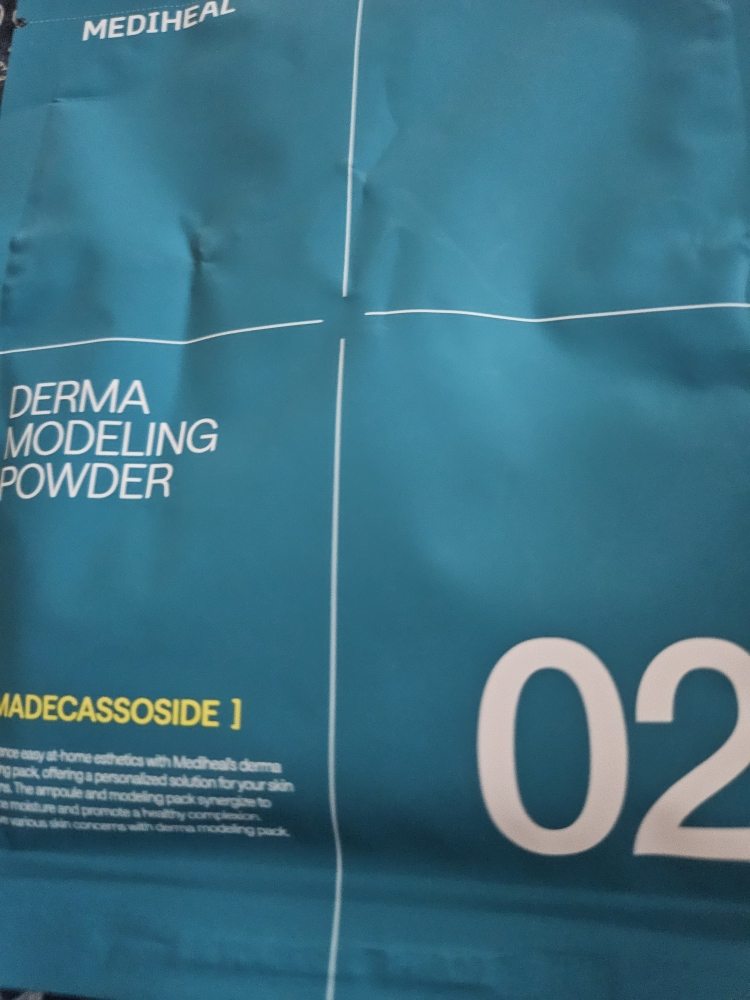 MEDIHEAL
DERMA
MODELING
POWDER
MADECASSOSIDE ]
easy at-home esthetics with Mediheal's derma
pack, offering a personalized solution for your skin
The ampoule and modeling pack synergize to
moisture and promote a healthy complexion.
various skin concerns with derma modeling pack.
02